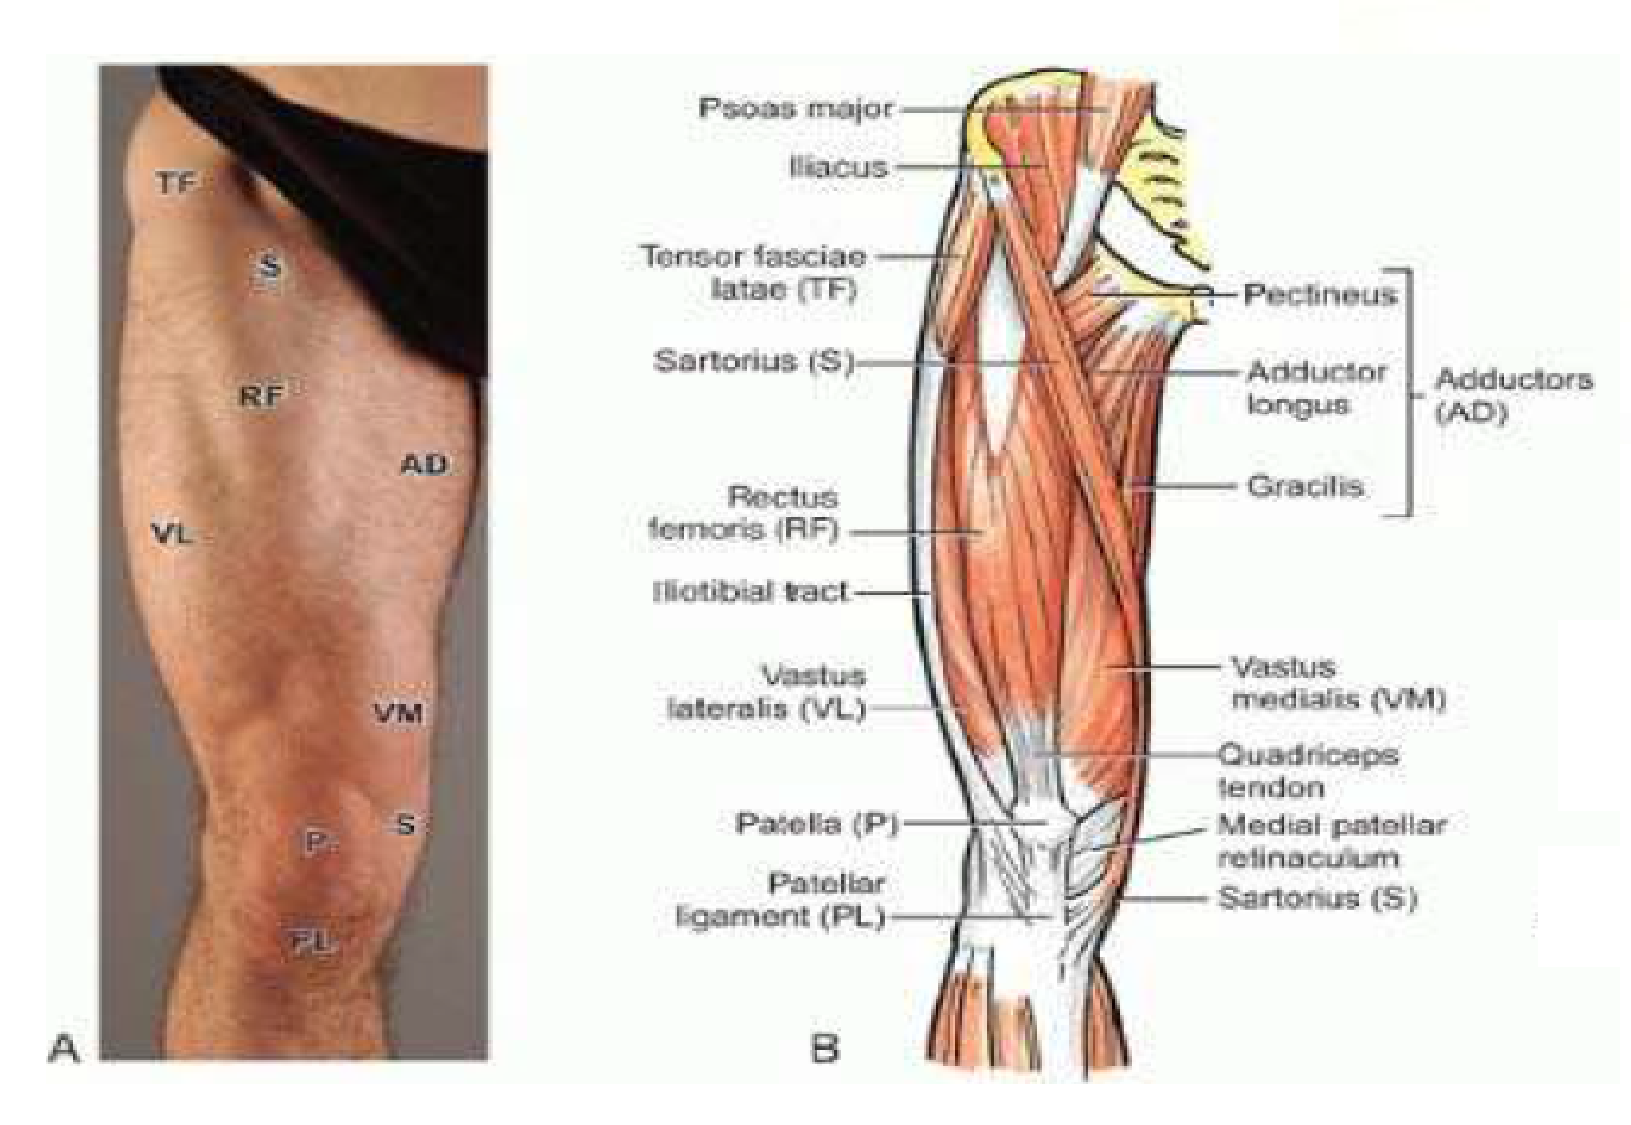 TF
S
RF
AD
VL
VM
S
P
PL
A
Psoas major
Iliacus
Tensor fasciae
latae (TF)
Sartorius (S)
Rectus
femoris (RF)
Iliotibial tract
Vastus
lateralis (VL)
Patella (P)
Patellar
ligament (PL)
Pectineus
Adductor
longus
Gracilis
Adductors
(AD)
Vastus
medialis (VM)
Quadriceps
tendon
Medial patellar
retinaculum
Sartorius (S)
B